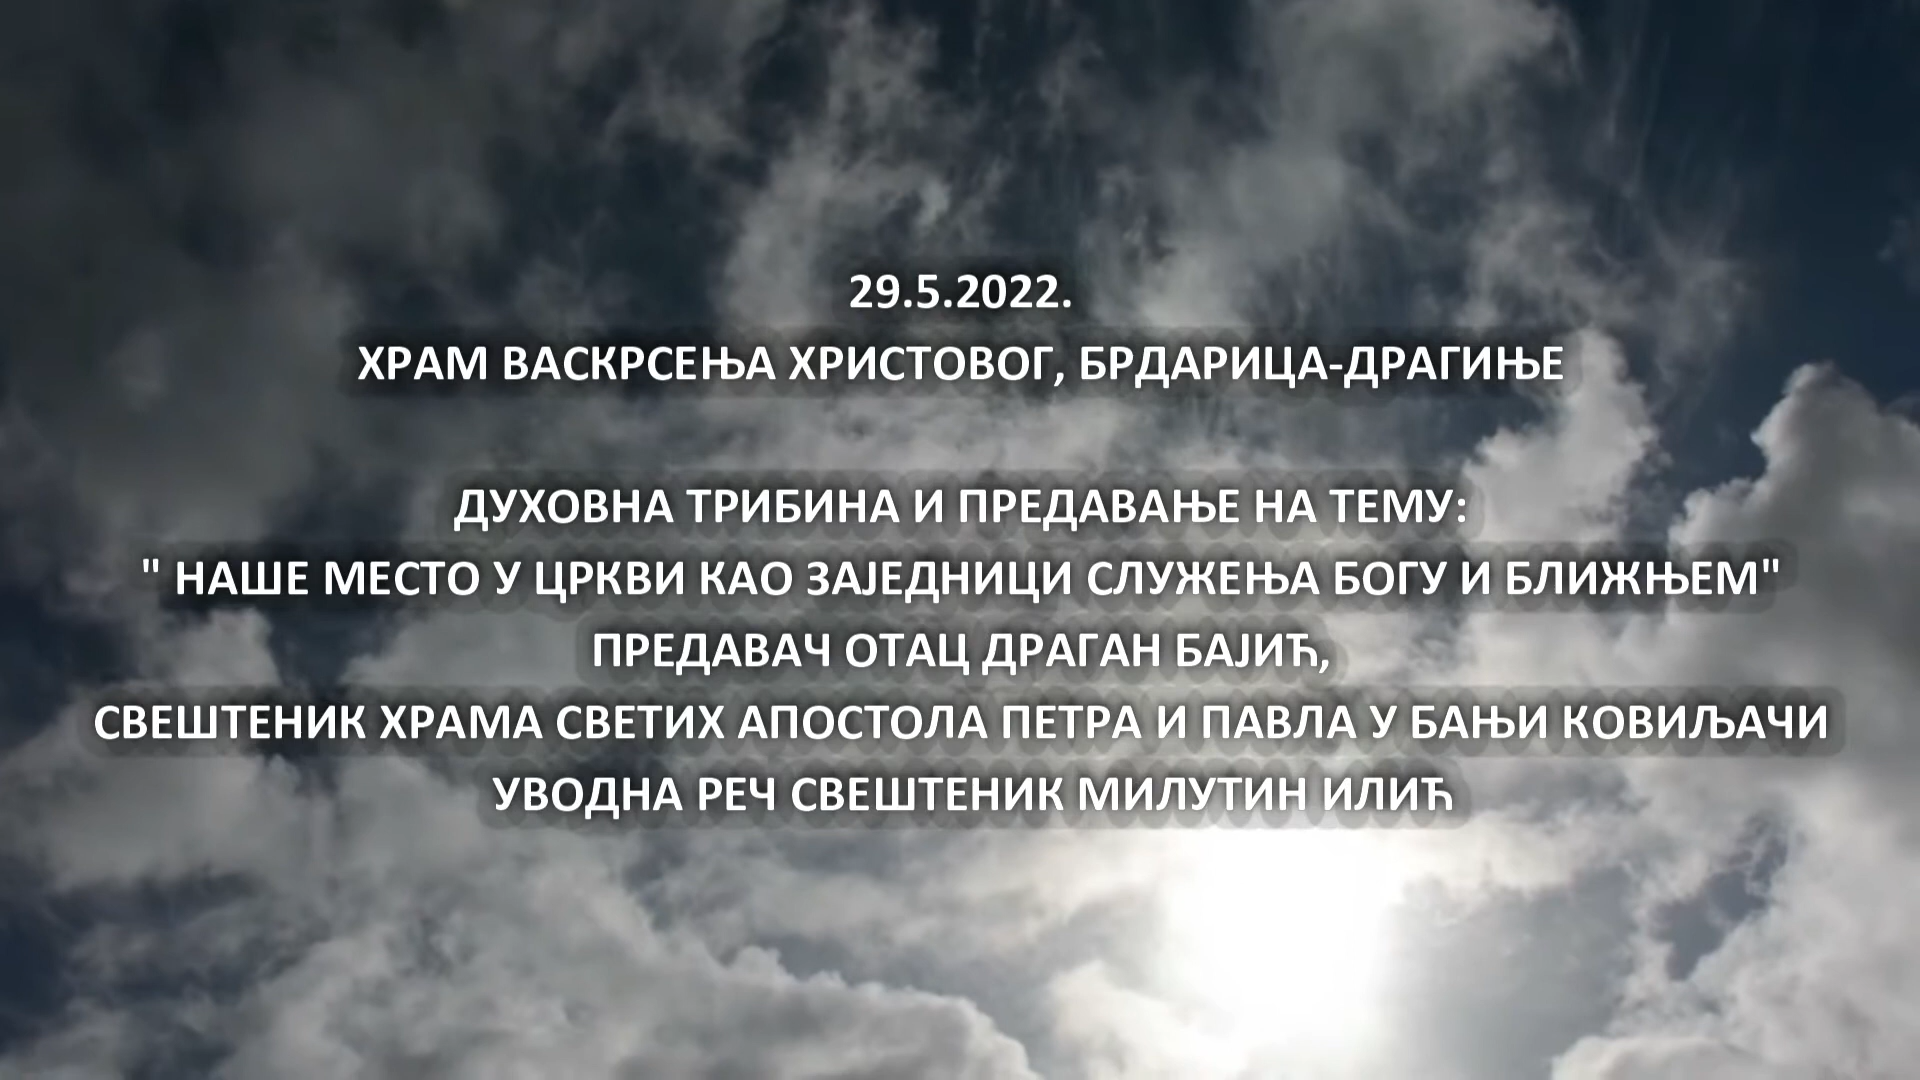 29.5.2022.
ХРАМ ВАСКРСЕЊА ХРИСТОВОГ, БРДАРИЦА-ДРАГИЊЕ
ДУХОВНА ТРИБИНА И ПРЕДАВАЊЕ НА ТЕМУ:
" НАШЕ МЕСТО У ЦРКВИ КАО ЗАЈЕДНИЦИ СЛУЖЕЊА БОГУ И БЛИЖЊЕМ"
ПРЕДАВАЧ ОТАЦ ДРАГАН БАЈИЋ,
СВЕШТЕНИК ХРАМА СВЕТИХ АПОСТОЛА ПЕТРА И ПАВЛА У БАЊИ КОВИЉАЧИ
УВОДНА РЕЧ СВЕШТЕНИК МИЛУТИН ИЛИЋ